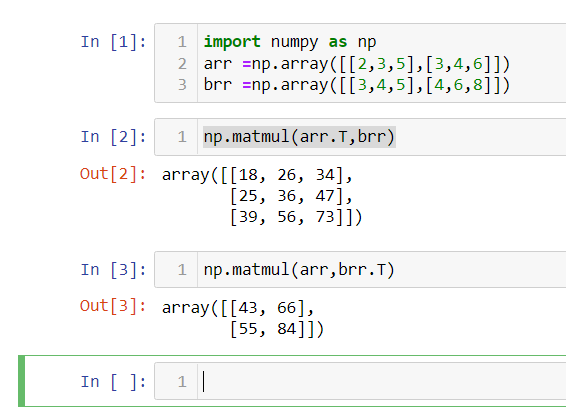 In [1]: 1 import numpy as np
2 arr =np.array([[2,3,5],[3,4,6]])
3 brr =np.array([[3,4,5],[4,6,8]])
In [2]: 1 np.matmul(arr.T,brr)
Out[2]: array([[18, 26, 34],
[25, 36, 47],
[39, 56, 73]])
In [3]: 1 np.matmul(arr,brr.T)
Out[3]: array([[43, 66],
[55, 84]])
In [ ]: 1